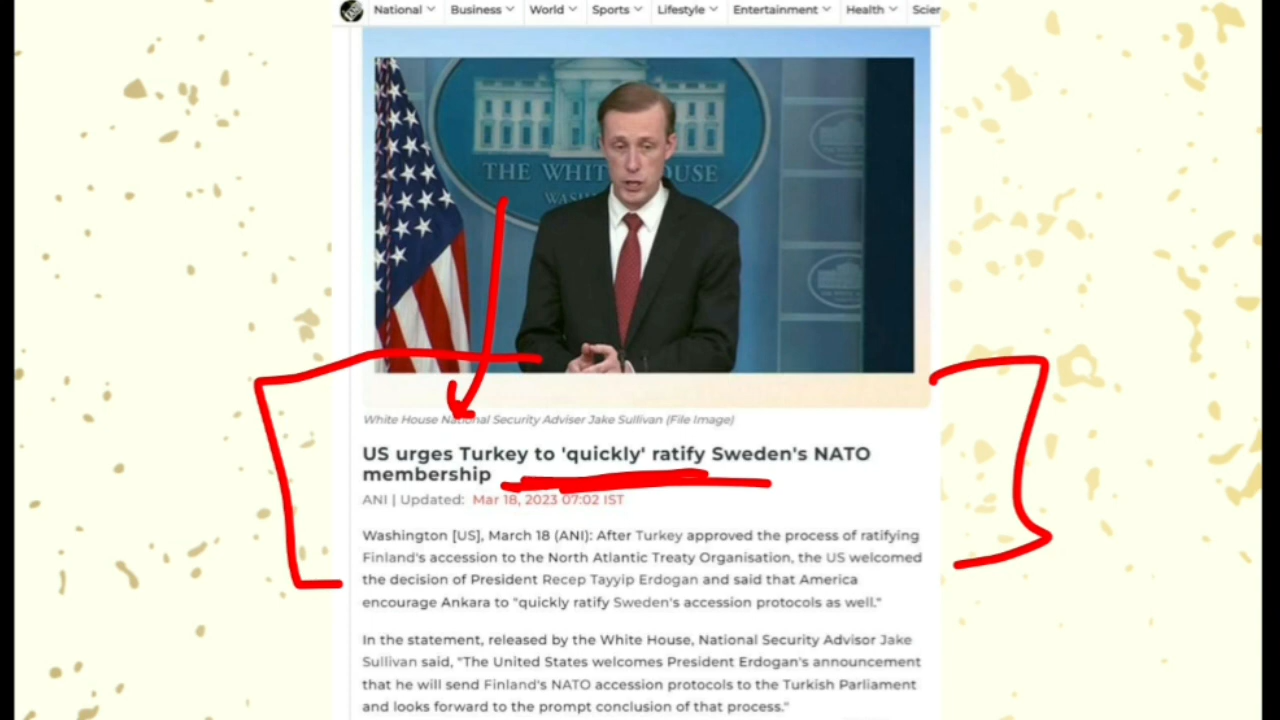 National Business World Sports Lifestyle Entertainment Health Scien
THE WHITE HOUSE
WASH
White House National Security Adviser Jake Sullivan (File Image)
US urges Turkey to 'quickly' ratify Sweden's NATO
membership
ANI | Updated: Mar 18, 2023 07:02 IST
Washington [US], March 18 (ANI): After Turkey approved the process of ratifying
Finland's accession to the North Atlantic Treaty Organisation, the US welcomed
the decision of President Recep Tayyip Erdogan and said that America
encourage Ankara to "quickly ratify Sweden's accession protocols as well."
In the statement, released by the White House, National Security Advisor Jake
Sullivan said, "The United States welcomes President Erdogan's announcement
that he will send Finland's NATO accession protocols to the Turkish Parliament
and looks forward to the prompt conclusion of that process."